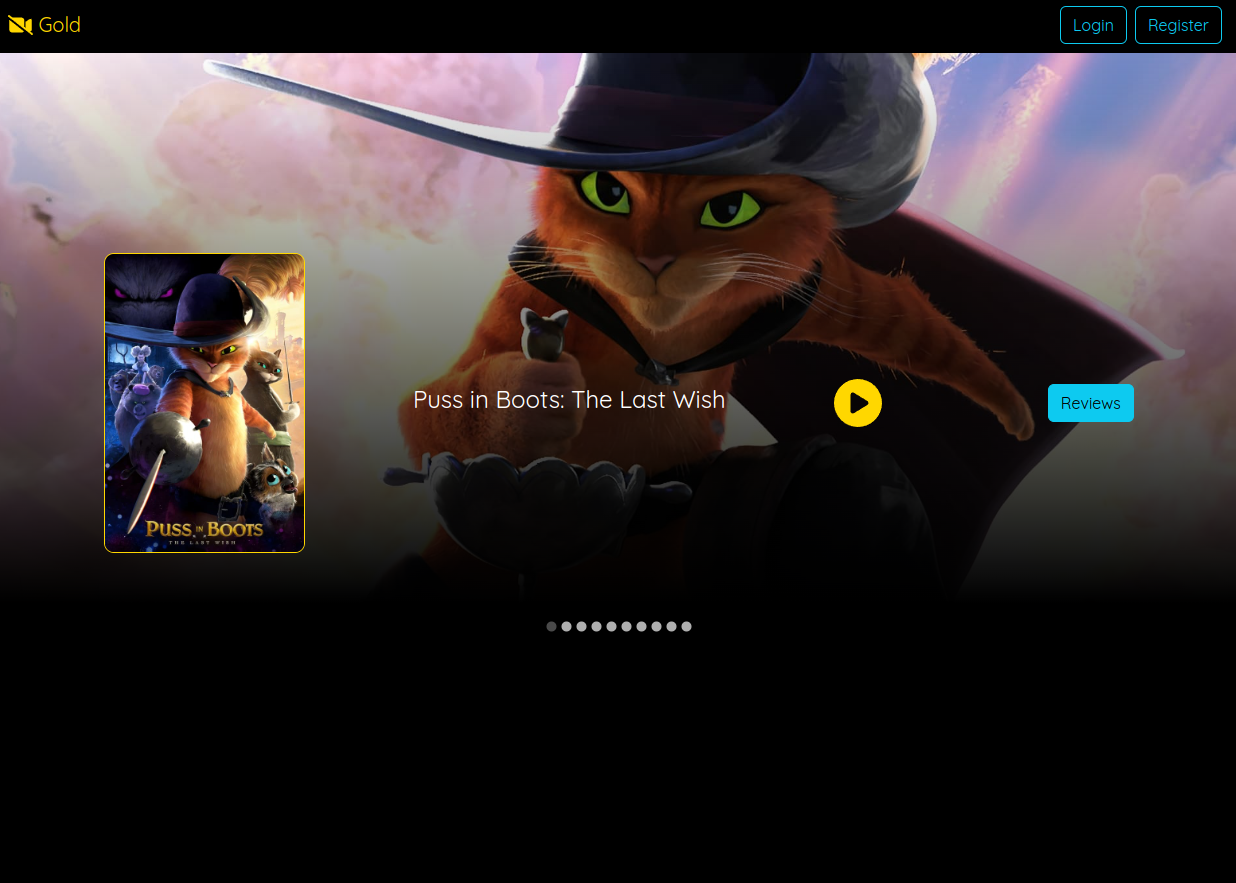 Gold
Login
Register
Puss in Boots: The Last Wish
Reviews
PUSS IN BOOTS
THE LAST WISH